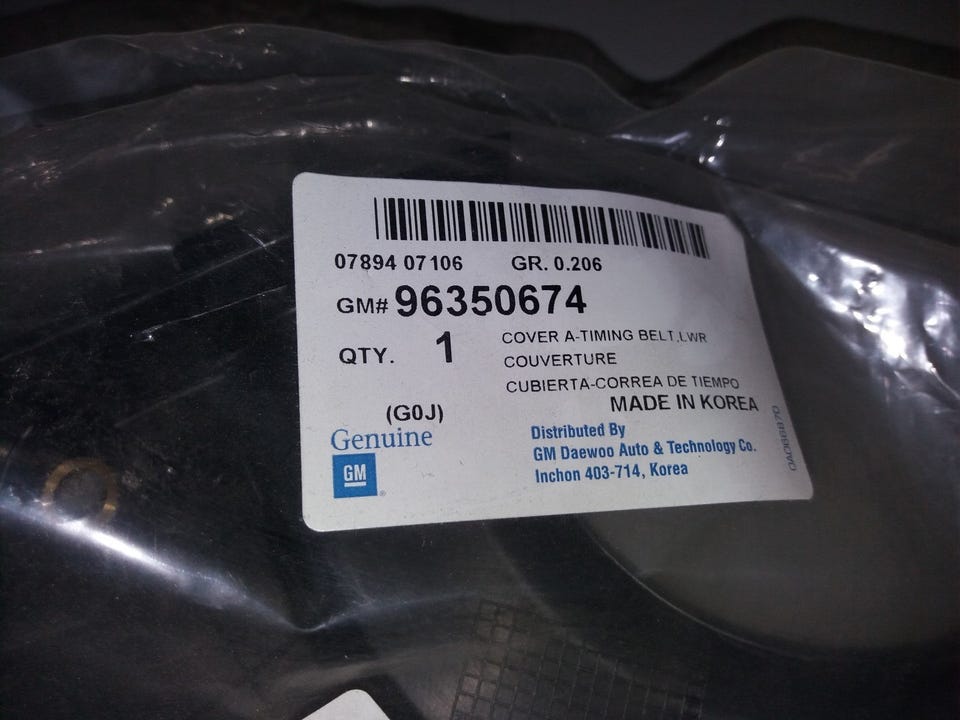 07894 07106 GR. 0.206
GM# 96350674
QTY. 1
COVER A-TIMING BELT,LWR
COUVERTURE
CUBIERTA-CORREA DE TIEMPO
MADE IN KOREA
(G0J)
Genuine
GM
Distributed By
GM Daewoo Auto & Technology Co.
Inchon 403-714, Korea